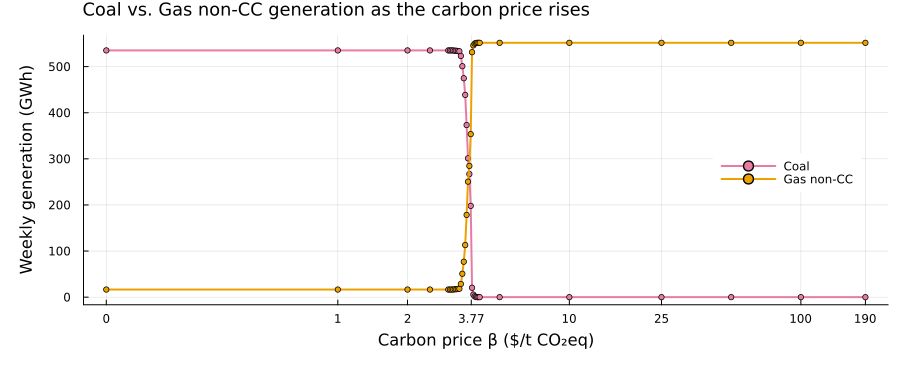 Coal vs. Gas non-CC generation as the carbon price rises
Weekly generation (GWh)
500
400
300
200
100
0
Coal
Gas non-CC
0 1 2 3.77 10 25 100 190
Carbon price β ($/t CO₂eq)